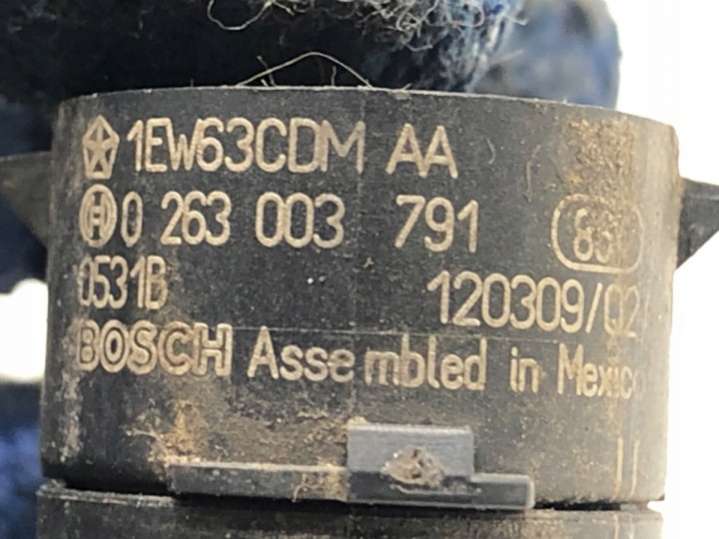 1EW63CDM AA
0 263 003 791
0531B 120309/02
BOSCH Assembled in Mexico